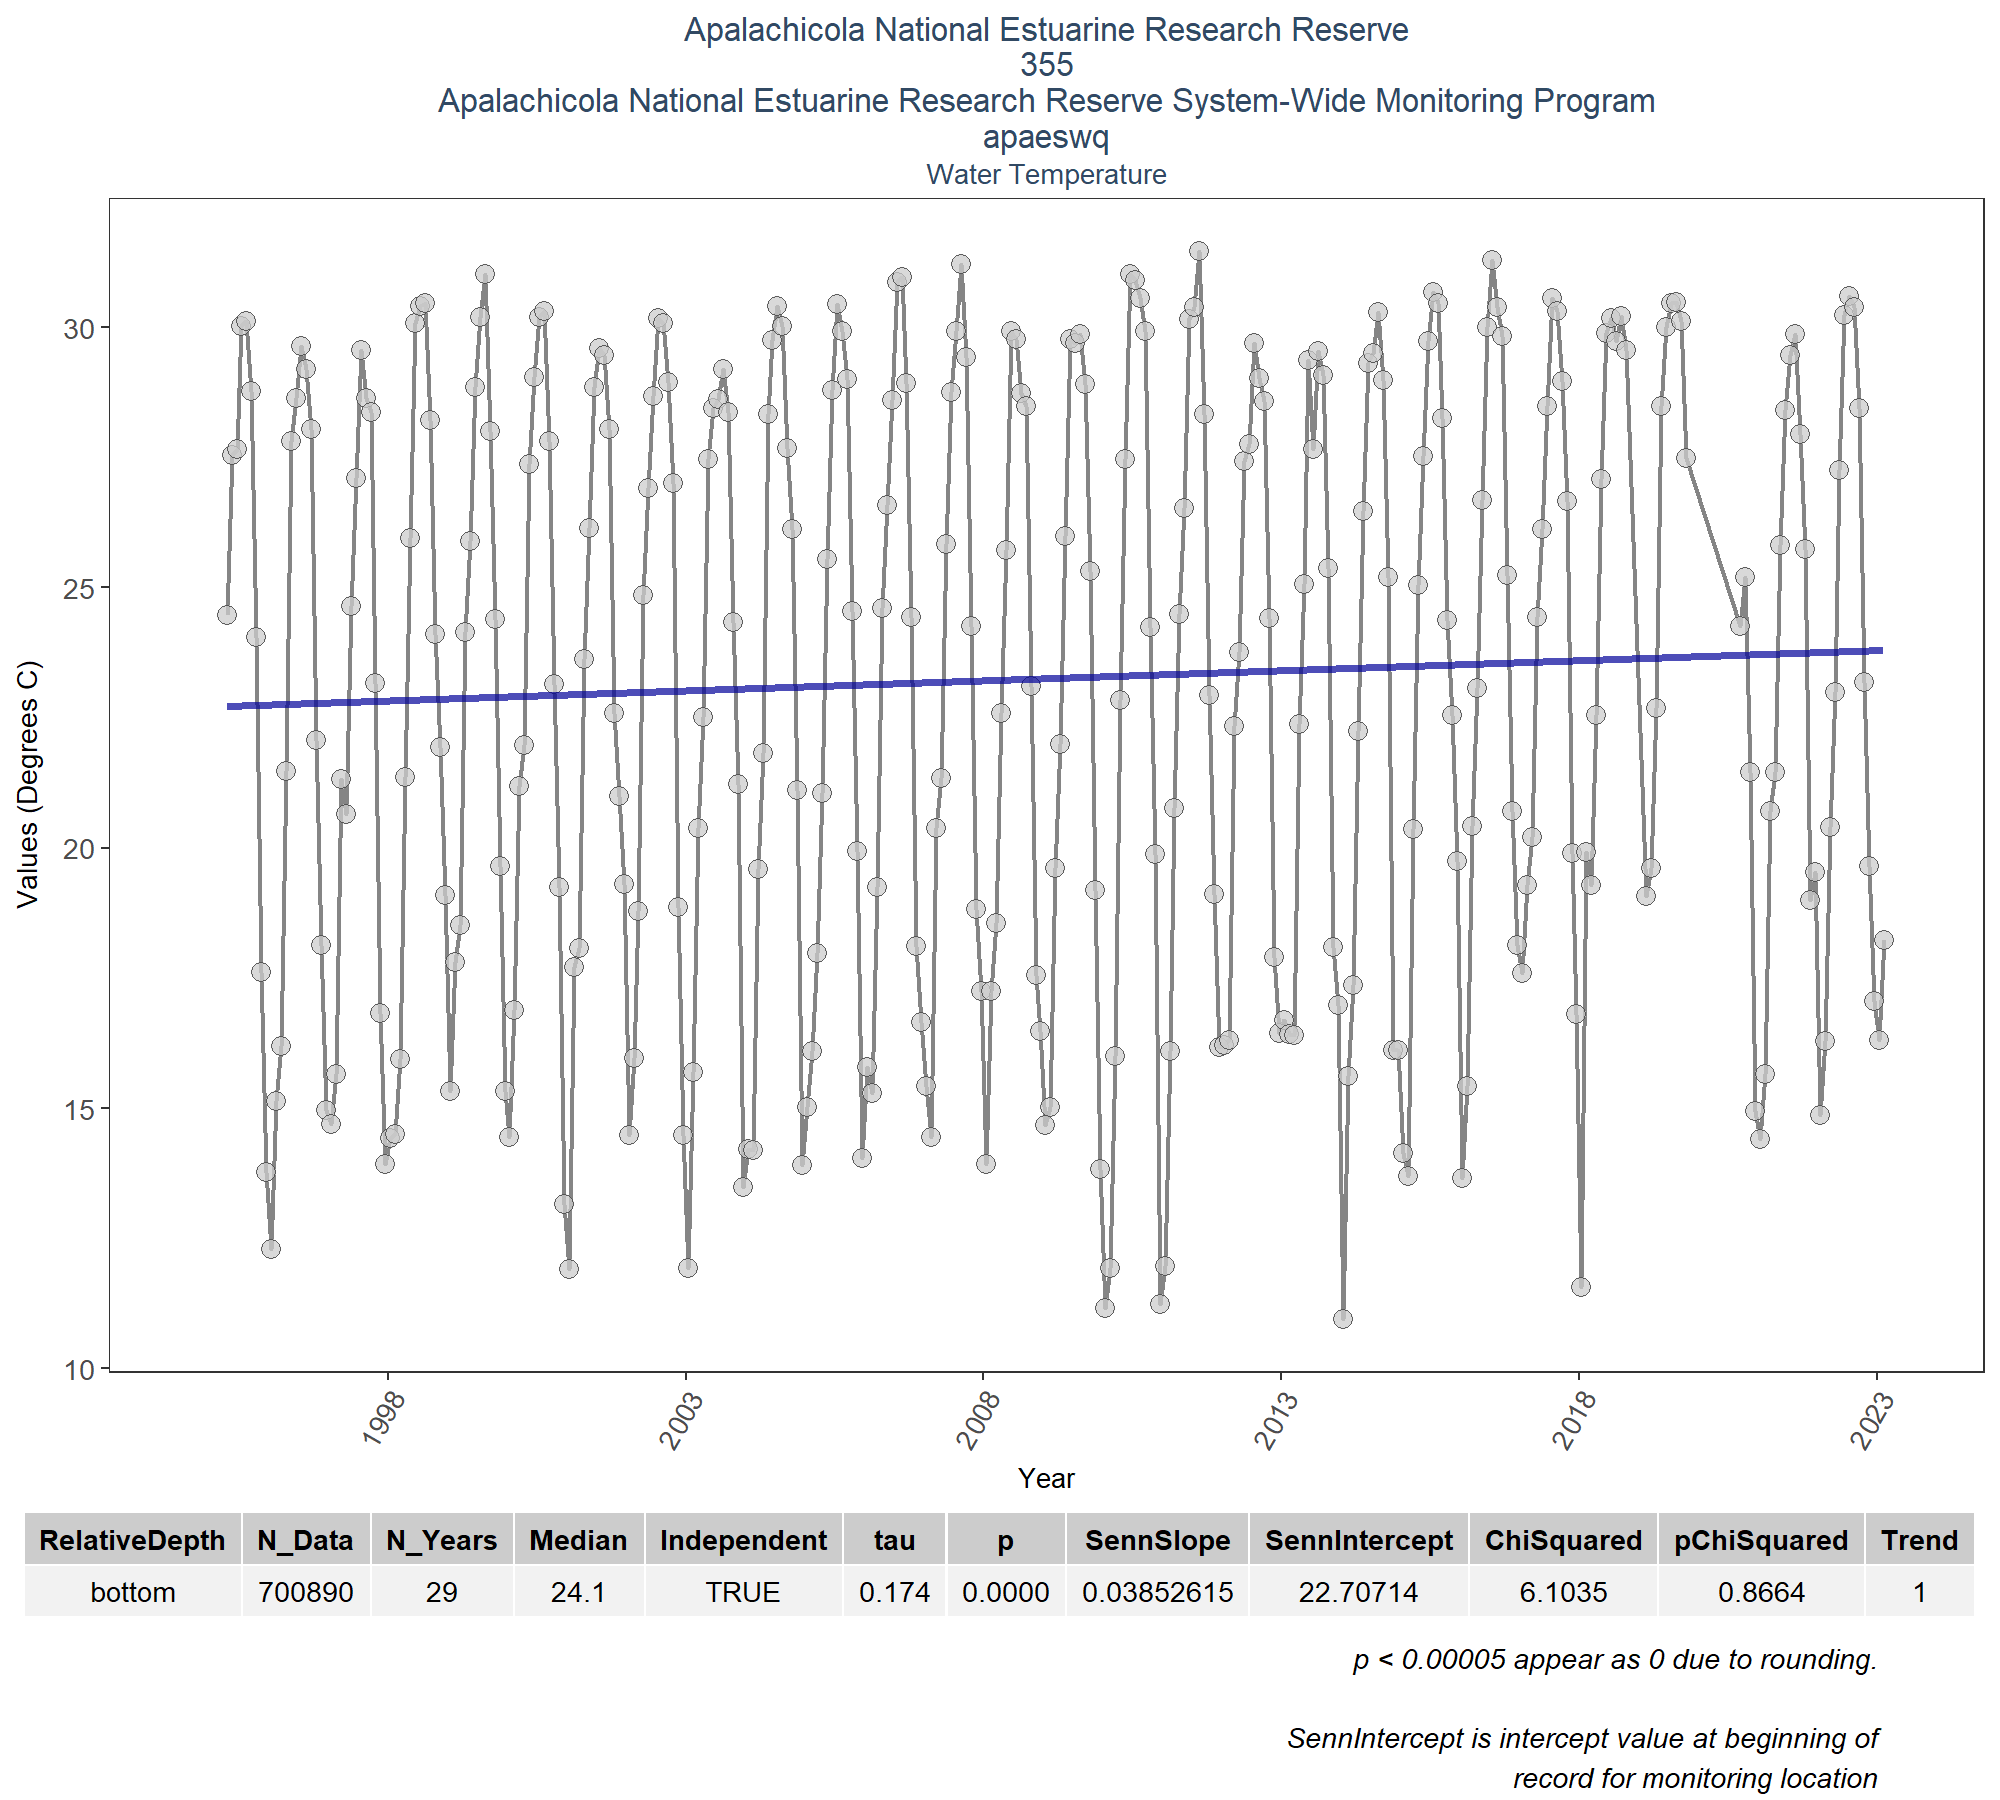 Apalachicola National Estuarine Research Reserve
355
Apalachicola National Estuarine Research Reserve System-Wide Monitoring Program
apaeswq
Water Temperature
Values (Degrees C)
30
25
20
15
10
1998 2003 2008 2013 2018 2023
Year
RelativeDepth N_Data N_Years Median Independent tau p SennSlope SennIntercept ChiSquared pChiSquared Trend
bottom 700890 29 24.1 TRUE 0.174 0.0000 0.03852615 22.70714 6.1035 0.8664 1
p < 0.00005 appear as 0 due to rounding.
SennIntercept is intercept value at beginning of
record for monitoring location